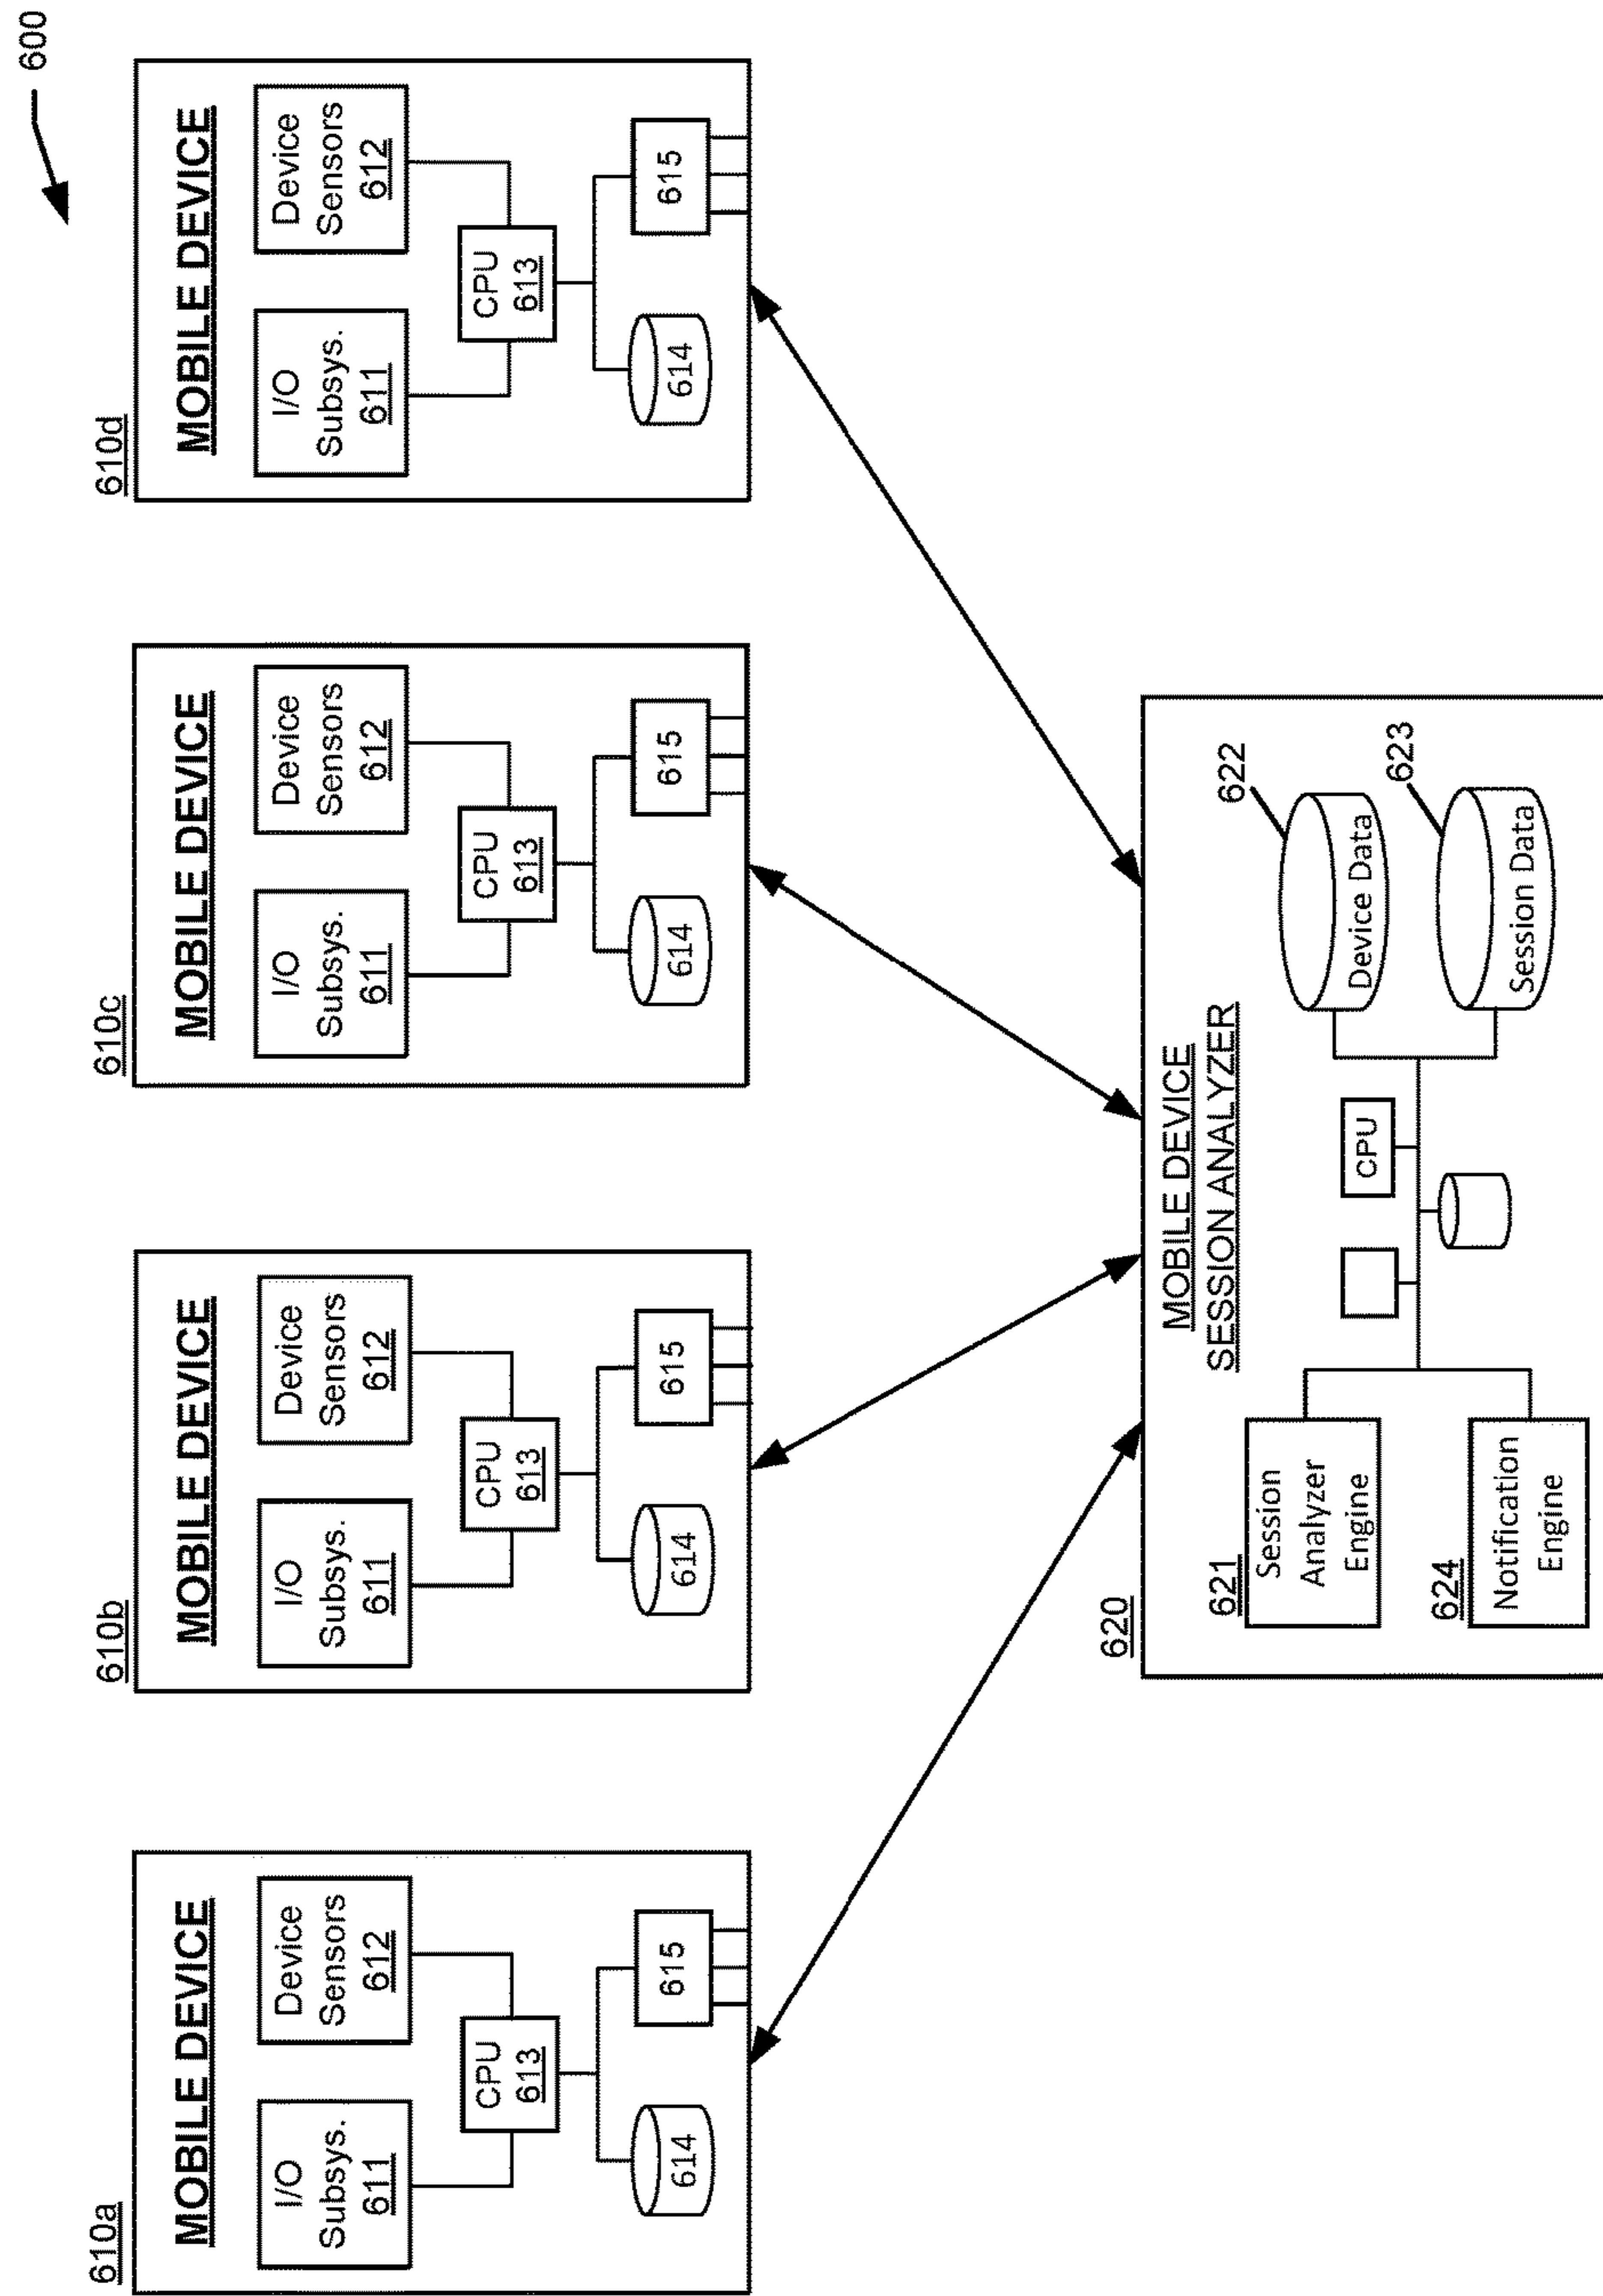 600
610a
MOBILE DEVICE
I/O
Subsys.
611
Device
Sensors
612
CPU
613
614
615
610b
MOBILE DEVICE
I/O
Subsys.
611
Device
Sensors
612
CPU
613
614
615
610c
MOBILE DEVICE
I/O
Subsys.
611
Device
Sensors
612
CPU
613
614
615
610d
MOBILE DEVICE
I/O
Subsys.
611
Device
Sensors
612
CPU
613
614
615
620
MOBILE DEVICE
SESSION ANALYZER
621
Session
Analyzer
Engine
624
Notification
Engine
CPU
622
Device Data
623
Session Data